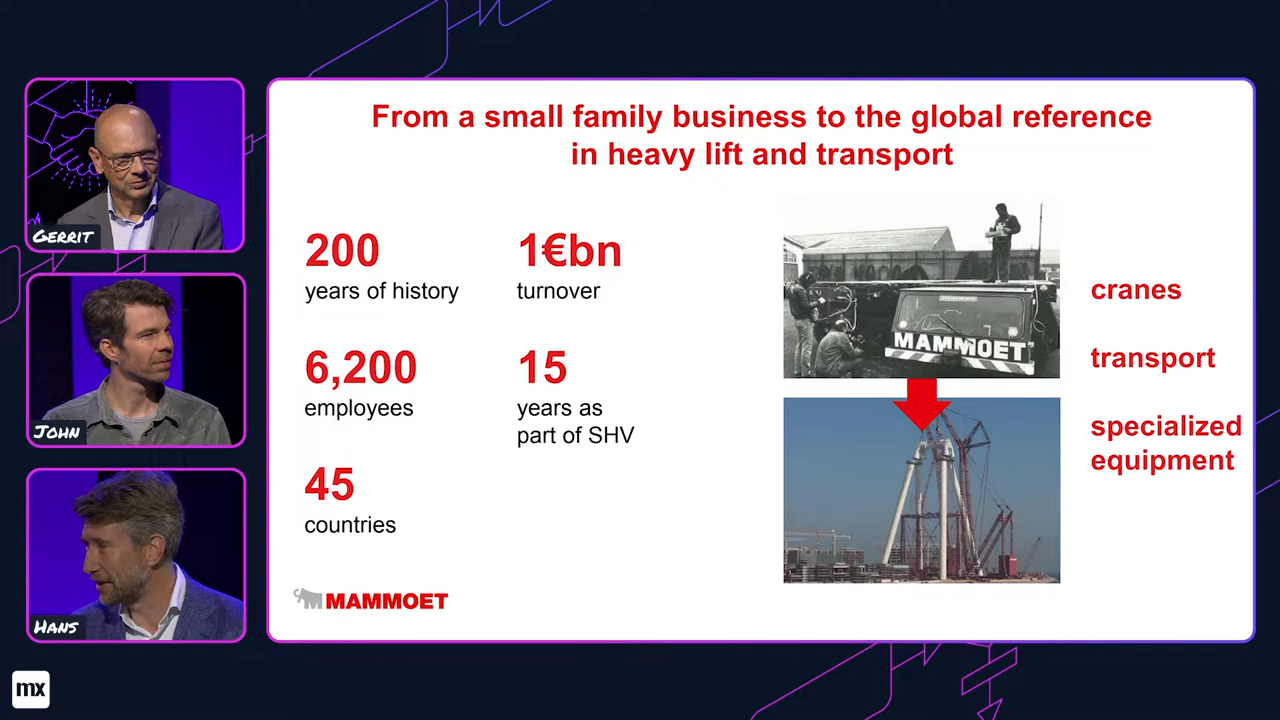 From a small family business to the global reference
in heavy lift and transport
GERRIT
JOHN
HANS
200
years of history
1€bn
turnover
6,200
employees
15
years as
part of SHV
45
countries
MAMMOET
MAMMOET
cranes
transport
specialized
equipment
mx